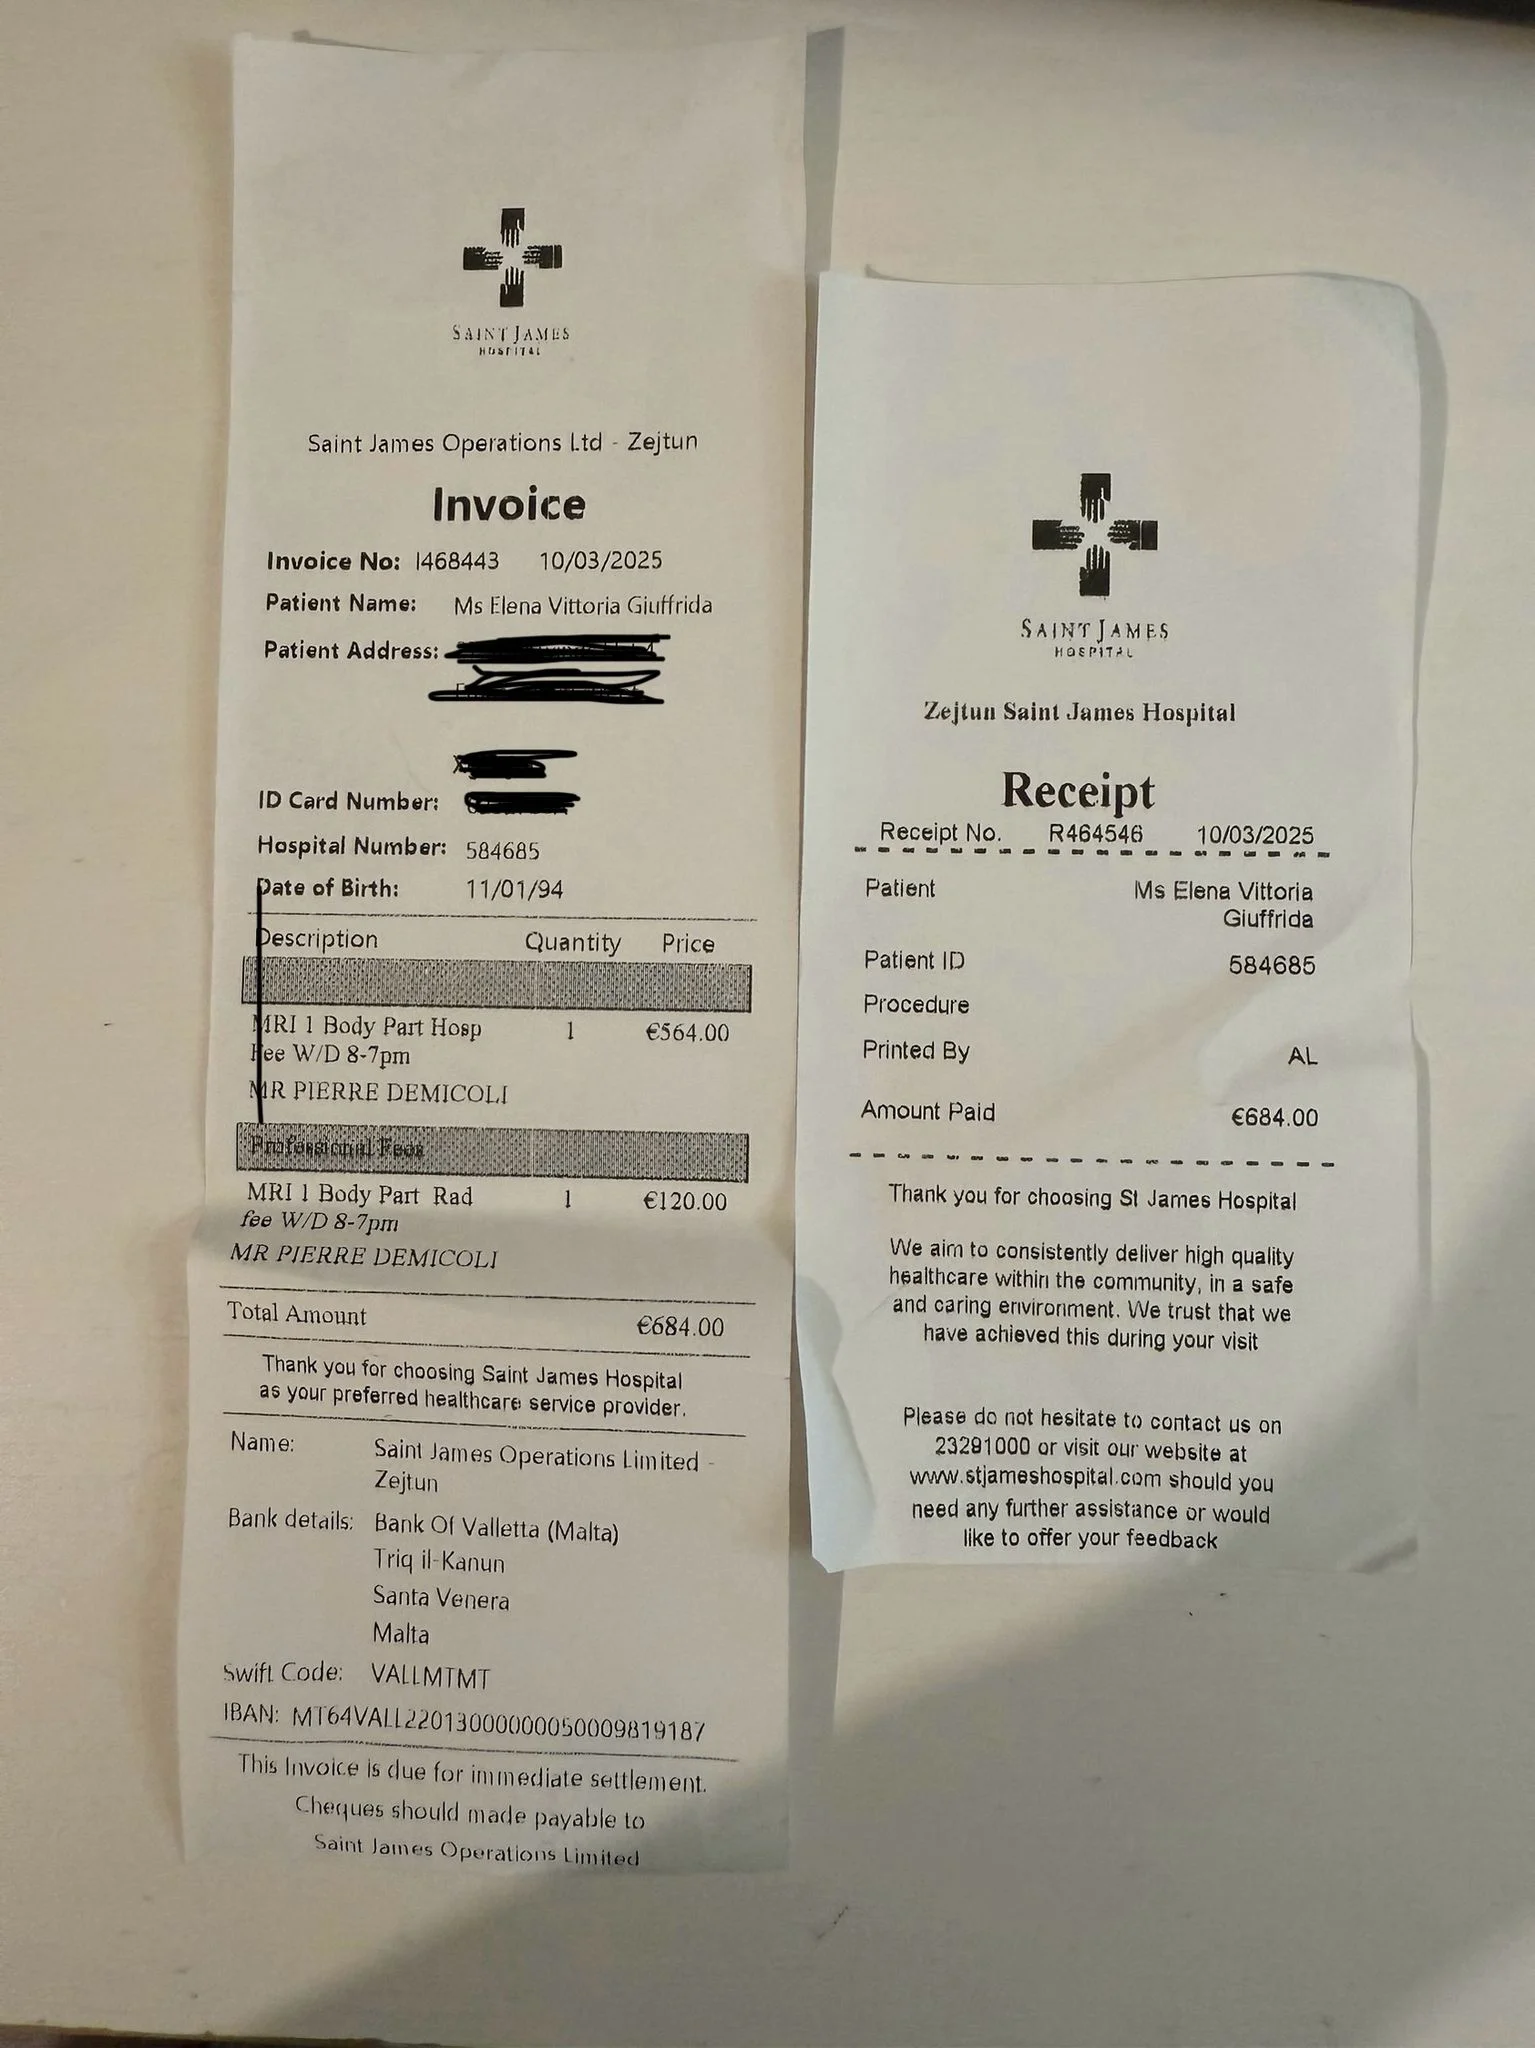 SAINT JAMES
HOSPITAL
Saint James Operations Ltd - Zejtun
Invoice
Invoice No: I468443 10/03/2025
Patient Name: Ms Elena Vittoria Giuffrida
Patient Address:
ID Card Number:
Hospital Number: 584685
Date of Birth: 11/01/94
Description Quantity Price
MRI 1 Body Part Hosp 1 €564.00
Fee W/D 8-7pm
MR PIERRE DEMICOLI
Professional Fees
MRI 1 Body Part Rad 1 €120.00
fee W/D 8-7pm
MR PIERRE DEMICOLI
Total Amount €684.00
Thank you for choosing Saint James Hospital
as your preferred healthcare service provider.
Name: Saint James Operations Limited -
Zejtun
Bank details: Bank Of Valletta (Malta)
Triq il-Kanun
Santa Venera
Malta
Swift Code: VALLMTMT
IBAN: MT64VALL22013000000050009819187
This Invoice is due for immediate settlement.
Cheques should made payable to
Saint James Operations Limited
SAINT JAMES
HOSPITAL
Zejtun Saint James Hospital
Receipt
Receipt No. R464546 10/03/2025
Patient Ms Elena Vittoria
Giuffrida
Patient ID 584685
Procedure
Printed By AL
Amount Paid €684.00
Thank you for choosing St James Hospital
We aim to consistently deliver high quality
healthcare within the community, in a safe
and caring environment. We trust that we
have achieved this during your visit
Please do not hesitate to contact us on
23291000 or visit our website at
www.stjameshospital.com should you
need any further assistance or would
like to offer your feedback